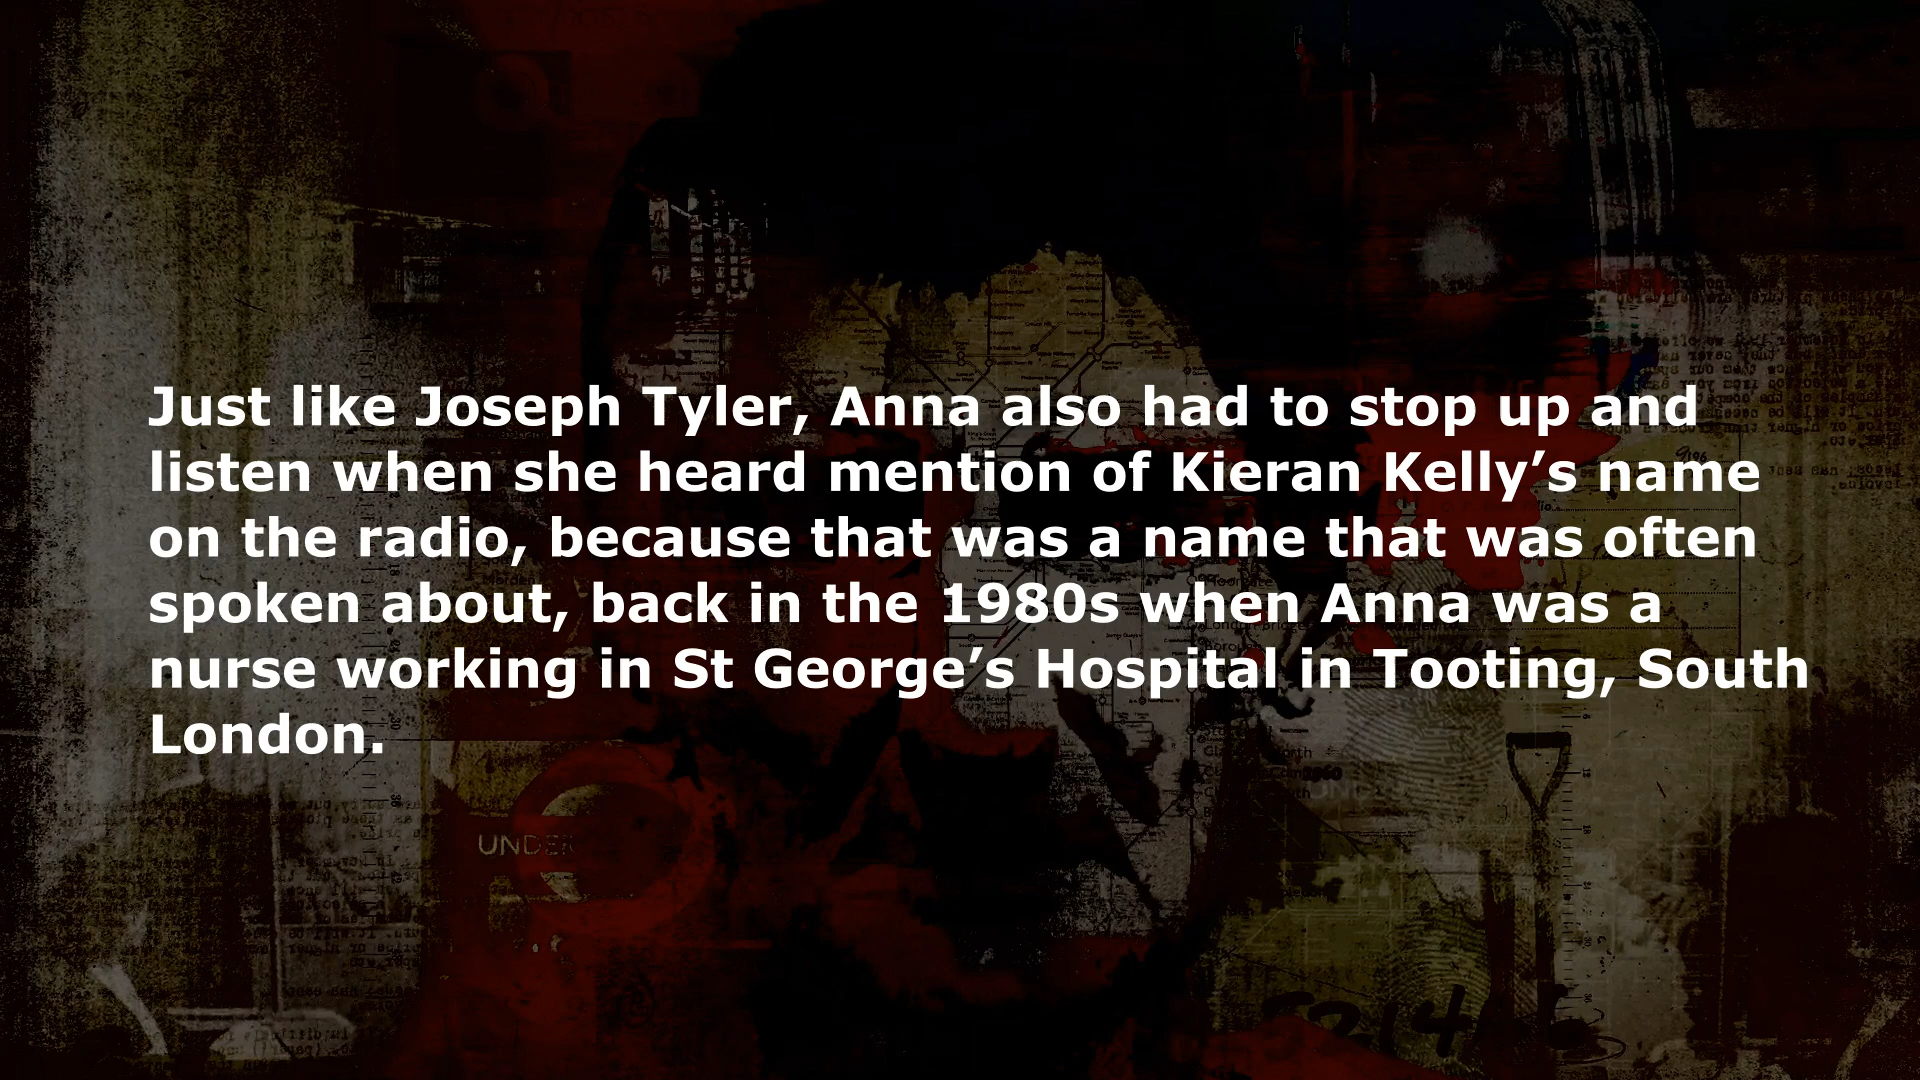 Just like Joseph Tyler, Anna also had to stop up and
listen when she heard mention of Kieran Kelly’s name
on the radio, because that was a name that was often
spoken about, back in the 1980s when Anna was a
nurse working in St George’s Hospital in Tooting, South
London.
UNDER